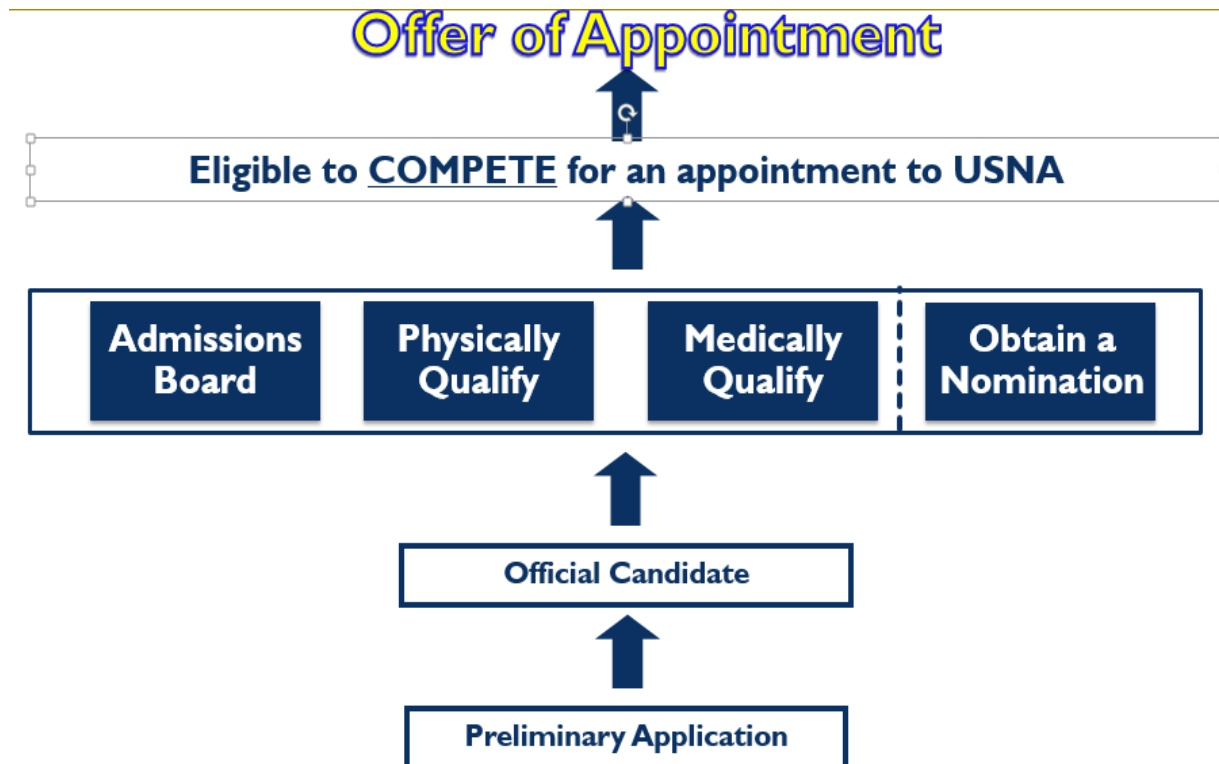 Offer of Appointment
Eligible to COMPETE for an appointment to USNA
Admissions
Board
Physically
Qualify
Medically
Qualify
Obtain a
Nomination
Official Candidate
Preliminary Application